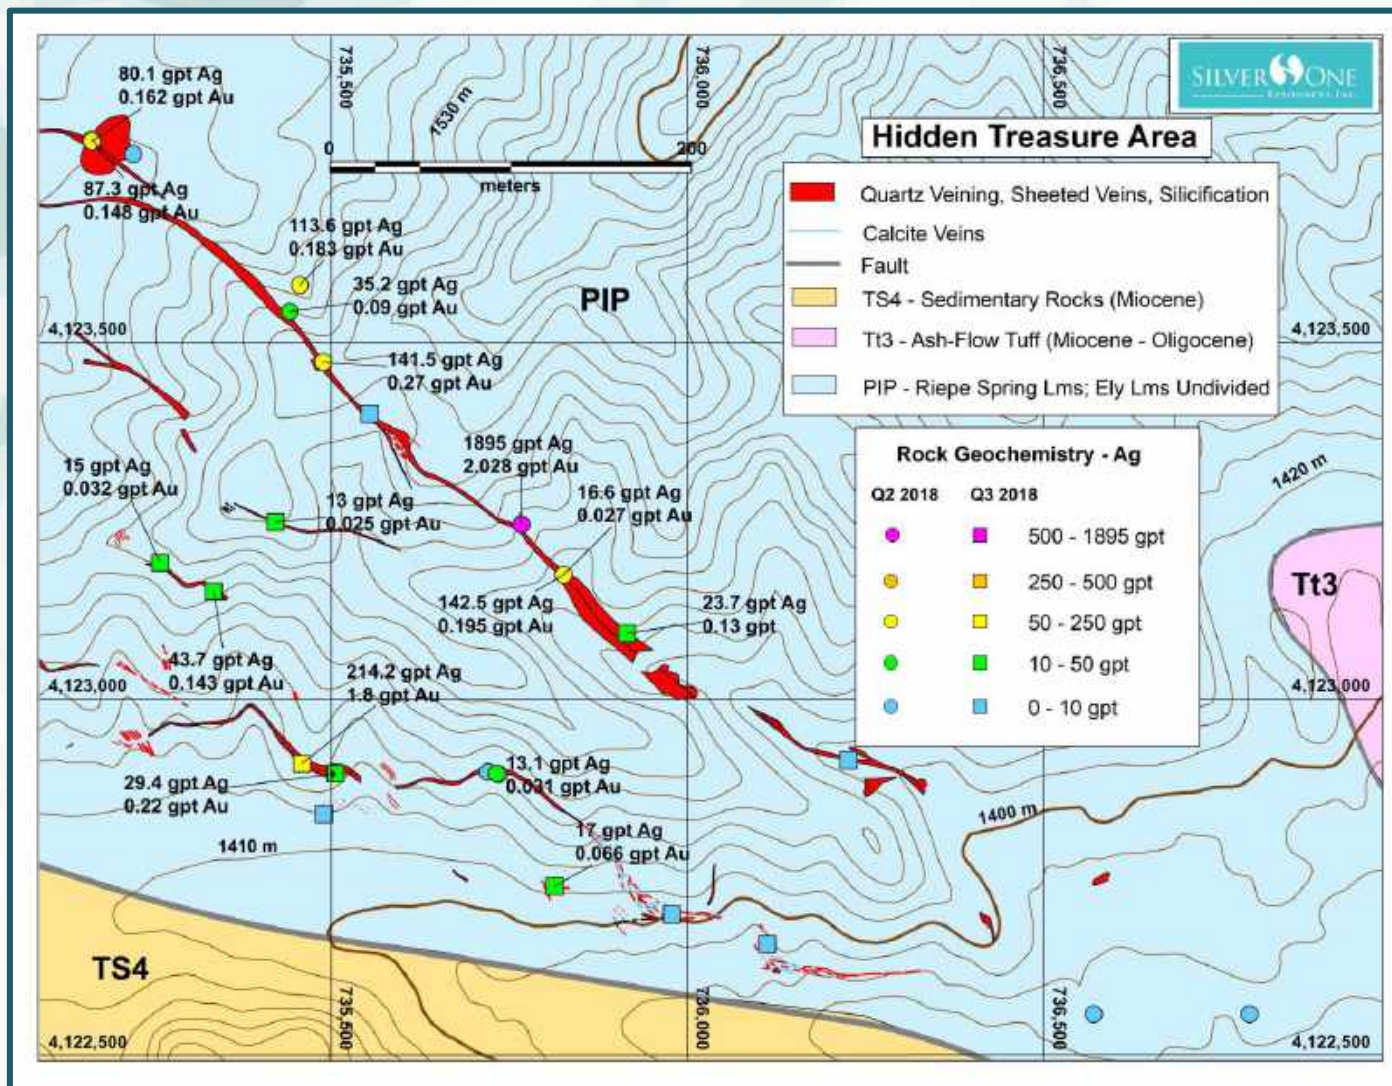 SILVER ONE
Hidden Treasure Area
735,500
736,000
736,500
1530 m
0
200
meters
80.1 gpt Ag
0.162 gpt Au
87.3 gpt Ag
0.148 gpt Au
113.6 gpt Ag
0.183 gpt Au
35.2 gpt Ag
0.09 gpt Au
PIP
Quartz Veining, Sheeted Veins, Silicification
Calcite Veins
Fault
TS4 - Sedimentary Rocks (Miocene)
Tt3 - Ash-Flow Tuff (Miocene - Oligocene)
PIP - Riepe Spring Lms; Ely Lms Undivided
4,123,500
4,123,500
141.5 gpt Ag
0.27 gpt Au
Rock Geochemistry - Ag
Q2 2018
Q3 2018
500 - 1895 gpt
250 - 500 gpt
50 - 250 gpt
10 - 50 gpt
0 - 10 gpt
1420 m
1895 gpt Ag
2.028 gpt Au
15 gpt Ag
0.032 gpt Au
13 gpt Ag
0.025 gpt Au
16.6 gpt Ag
0.027 gpt Au
Tt3
142.5 gpt Ag
0.195 gpt Au
23.7 gpt Ag
0.13 gpt
43.7 gpt Ag
0.143 gpt Au
214.2 gpt Ag
1.8 gpt Au
4,123,000
4,123,000
29.4 gpt Ag
0.22 gpt Au
13.1 gpt Ag
0.031 gpt Au
1400 m
17 gpt Ag
0.066 gpt Au
1410 m
TS4
735,500
736,000
736,500
4,122,500
4,122,500